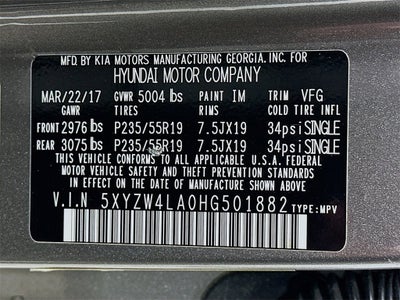 MFD. BY KIA MOTORS MANUFACTURING GEORGIA.INC. FOR
HYUNDAI MOTOR COMPANY
MAR/22/17 GVWR 5004 lbs PAINT IM TRIM VFG
GAWR TIRE RIMS COLD TIRE INFL
FRONT 2976 lbs P235/55R19 7.5JX19 34psi SINGLE
REAR 3075 lbs P235/55R19 7.5JX19 34psi SINGLE
THIS VEHICLE CONFORMS TO ALL APPLICABLE FEDERAL
MOTOR VEHICLE SAFETY AND THEFT PREVENTION STANDARDS
IN EFFECT ON THE DATE OF MANUFACTURE SHOWN ABOVE.
V.I.N 5XYZW4LA0HG501882 TYPE:MPV